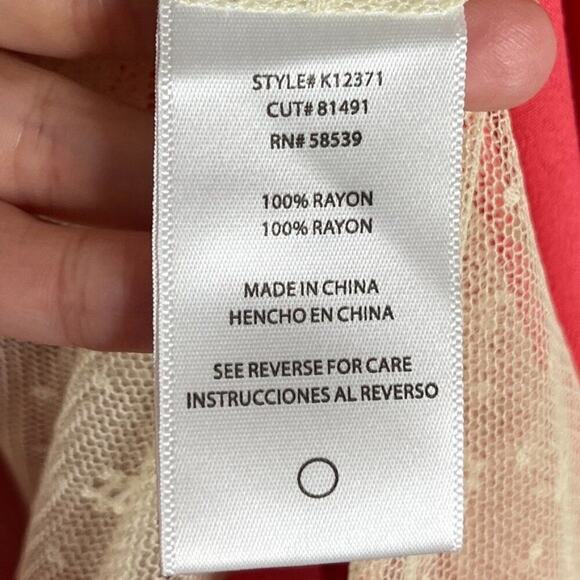 STYLE# K12371
CUT# 81491
RN# 58539
100% RAYON
100% RAYON
MADE IN CHINA
HENCHO EN CHINA
SEE REVERSE FOR CARE
INSTRUCCIONES AL REVERSO